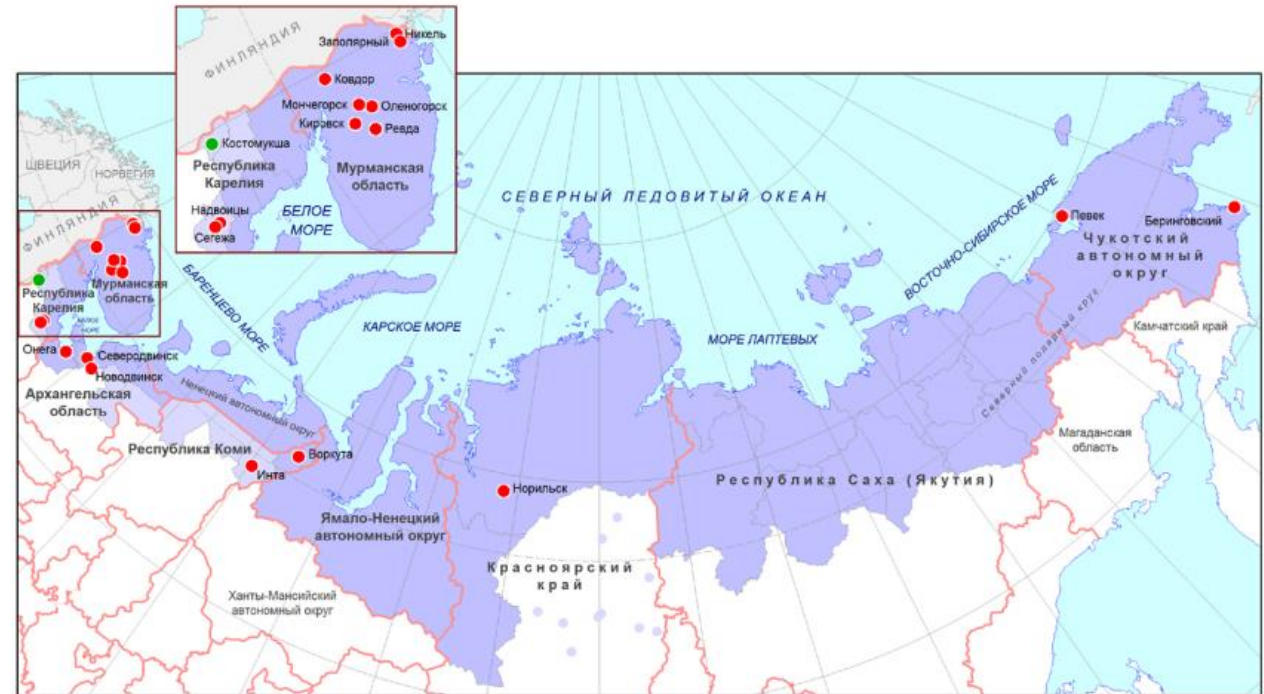 ФИНЛЯНДИЯ
Никель
Заполярный
Ковдор
Мончегорск
Оленегорск
Кировск
Ревда
Костомукша
Республика
Карелия
Мурманская
область
Надвоицы
Сегежа
БЕЛОЕ
МОРЕ
ШВЕЦИЯ
НОРВЕГИЯ
ФИНЛЯНДИЯ
Мурманская
область
Республика
Карелия
БЕЛОЕ
МОРЕ
СЕВЕРНЫЙ ЛЕДОВИТЫЙ ОКЕАН
БАРЕНЦЕВО МОРЕ
КАРСКОЕ МОРЕ
МОРЕ ЛАПТЕВЫХ
ВОСТОЧНО-СИБИРСКОЕ МОРЕ
Певек
Беринговский
Чукотский
автономный
округ
Камчатский край
Северный полярный круг
Магаданская
область
Онега
Северодвинск
Новодвинск
Архангельская
область
Ненецкий автономный округ
Республика Коми
Воркута
Инта
Норильск
Ямало-Ненецкий
автономный округ
Республика Саха (Якутия)
Красноярский
край
Ханты-Мансийский
автономный округ